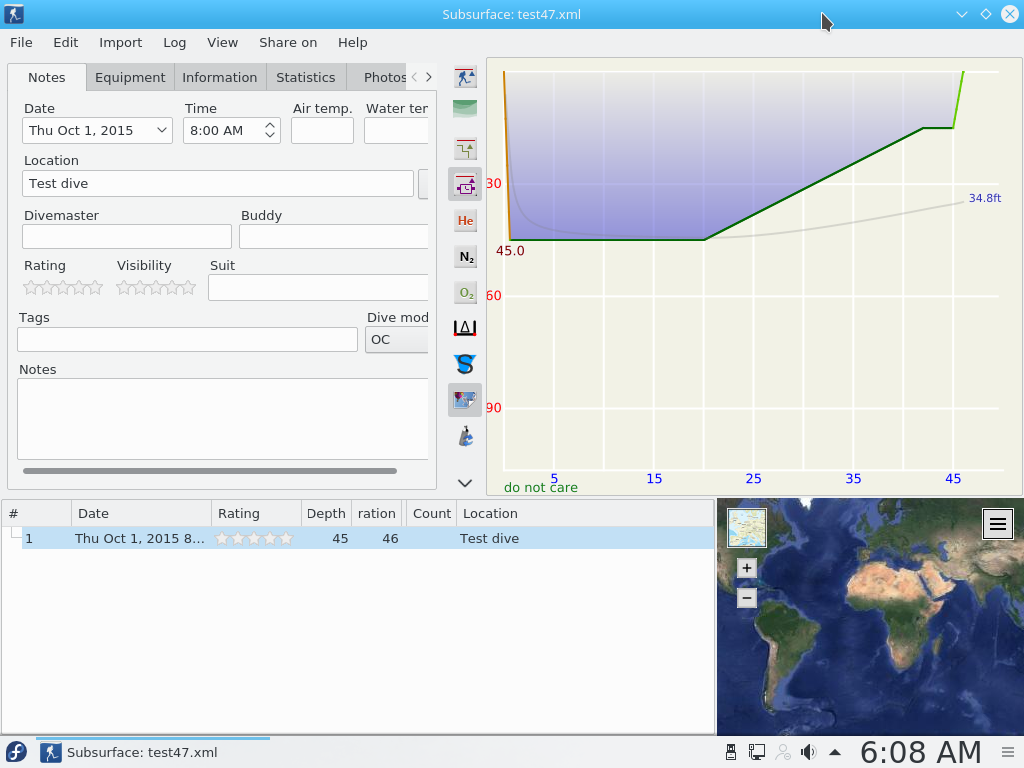 Subsurface: test47.xml
File Edit Import Log View Share on Help
Notes Equipment Information Statistics Photos
Date Time Air temp. Water ter
Thu Oct 1, 2015 8:00 AM
Location
Test dive
Divemaster Buddy
Rating Visibility Suit
Tags Dive mod
OC
Notes
He
N2
O2
30
34.8ft
45.0
60
90
5 15 25 35 45
do not care
# Date Rating Depth ration Count Location
1 Thu Oct 1, 2015 8... 45 46 Test dive
+
−
Subsurface: test47.xml 6:08 AM